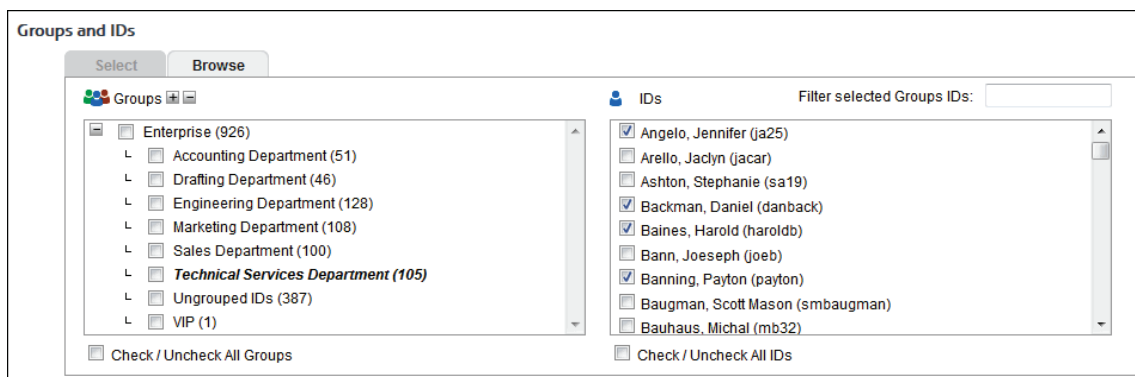 Groups and IDs
Select
Browse
Groups
IDs
Filter selected Groups IDs:
Enterprise (926)
Accounting Department (51)
Drafting Department (46)
Engineering Department (128)
Marketing Department (108)
Sales Department (100)
Technical Services Department (105)
Ungrouped IDs (387)
VIP (1)
Check / Uncheck All Groups
Angelo, Jennifer (ja25)
Arello, Jaclyn (jacar)
Ashton, Stephanie (sa19)
Backman, Daniel (danback)
Baines, Harold (haroldb)
Bann, Joeseph (joeb)
Banning, Payton (payton)
Baugman, Scott Mason (smbaugman)
Bauhaus, Michal (mb32)
Check / Uncheck All IDs